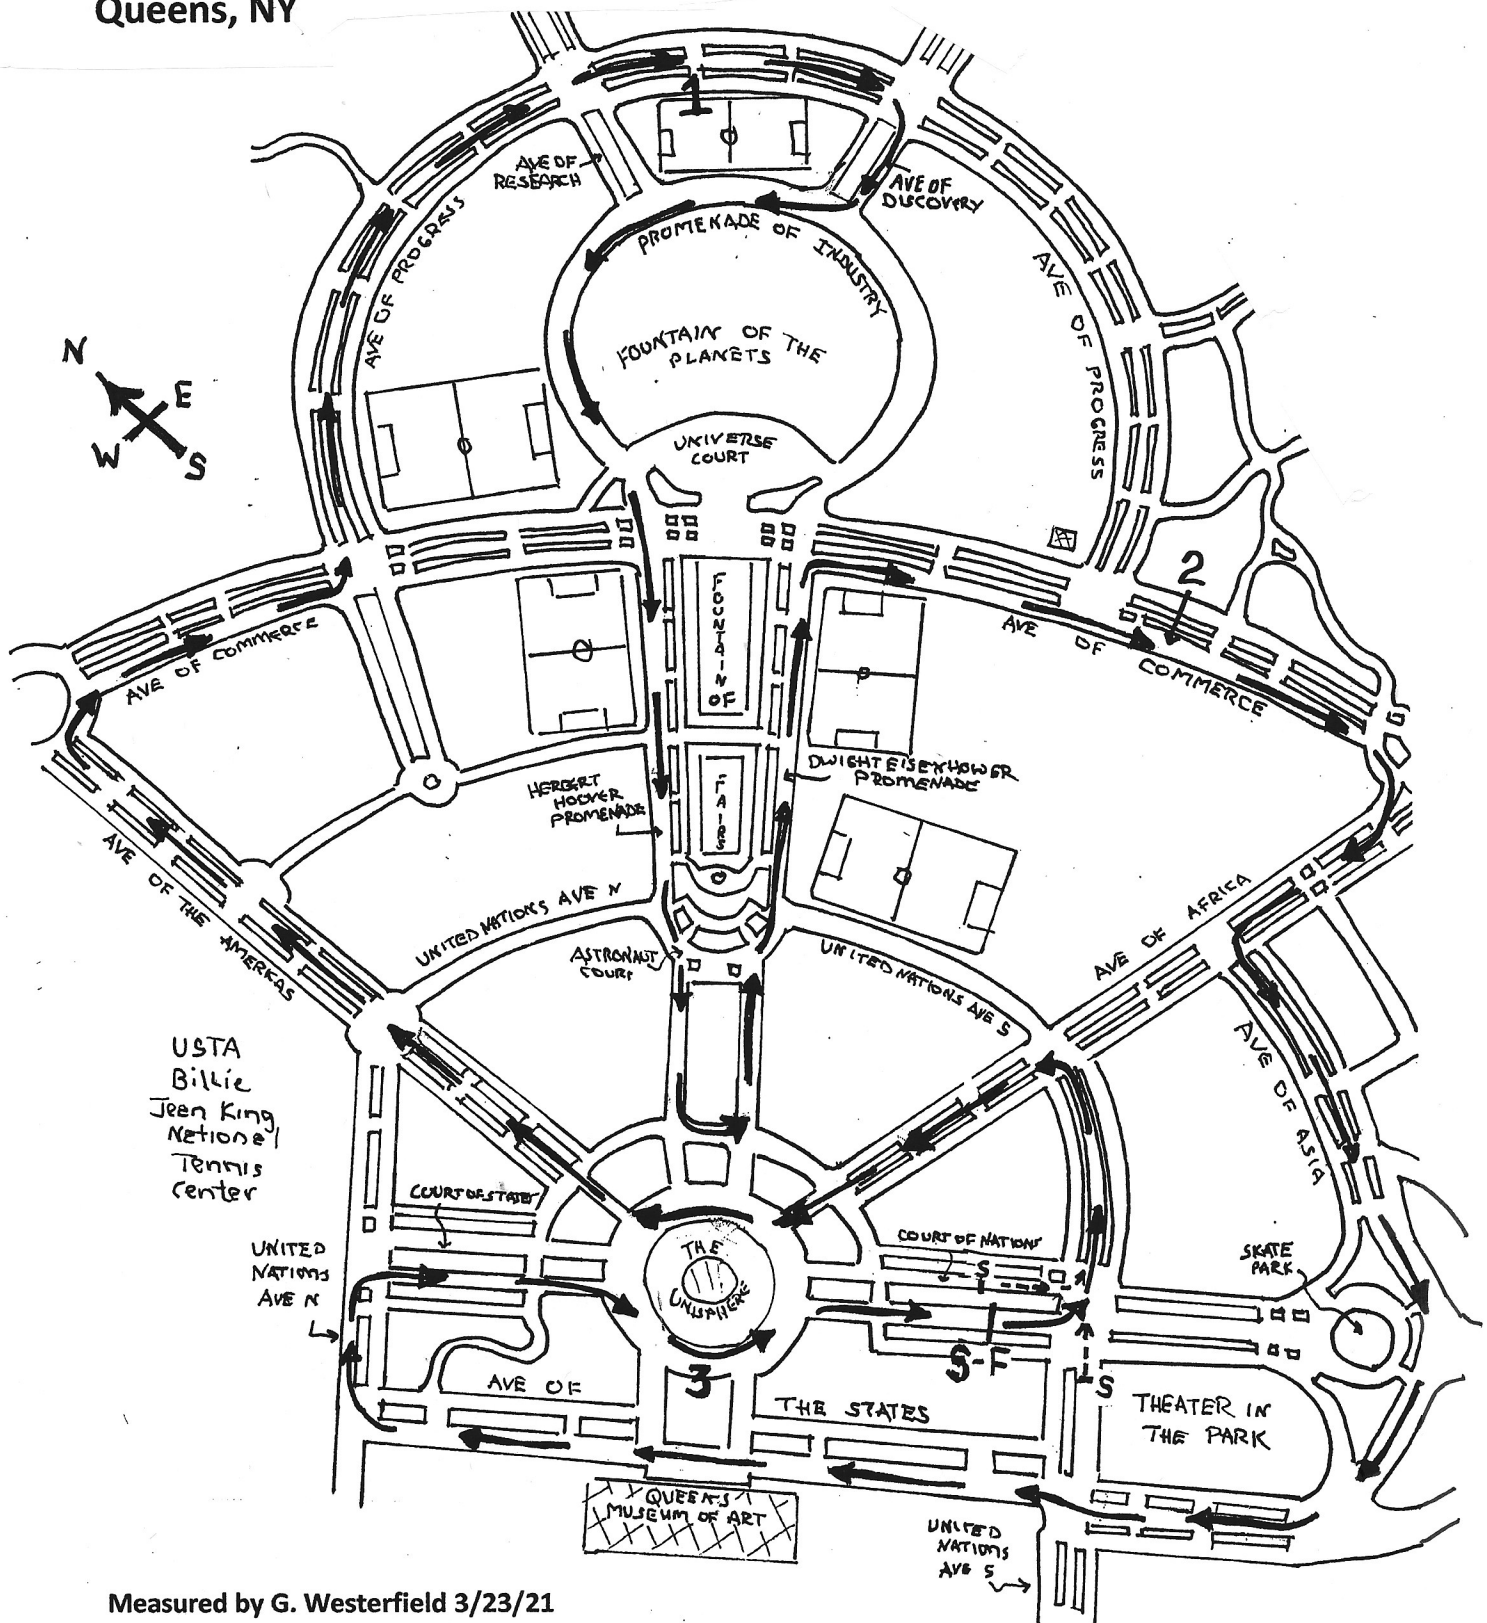 Queens, NY
1
AVE OF
RESEARCH
AVE OF
DISCOVERY
AVE OF PROGRESS
PROMENADE OF INDUSTRY
AVE OF PROGRESS
FOUNTAIN OF THE
PLANETS
N
E
W
S
UNIVERSE
COURT
2
FOUNTAIN OF
FAIRS
AVE OF COMMERCE
AVE OF COMMERCE
HERBERT
HOOVER
PROMENADE
DWIGHT EISENHOWER
PROMENADE
AVE OF THE AMERICAS
UNITED NATIONS AVE N
ASTRONAUT
COURT
UNITED NATIONS AVE S
AVE OF AFRICA
USTA
Billie
Jean King
National
Tennis
Center
AVE OF ASIA
COURT OF STATES
COURT OF NATIONS
UNITED
NATIONS
AVE N
THE
UNISPHERE
S
SKATE
PARK
3
S-F
S
AVE OF
THE STATES
THEATER IN
THE PARK
QUEENS
MUSEUM OF ART
UNITED
NATIONS
AVE S
Measured by G. Westerfield 3/23/21